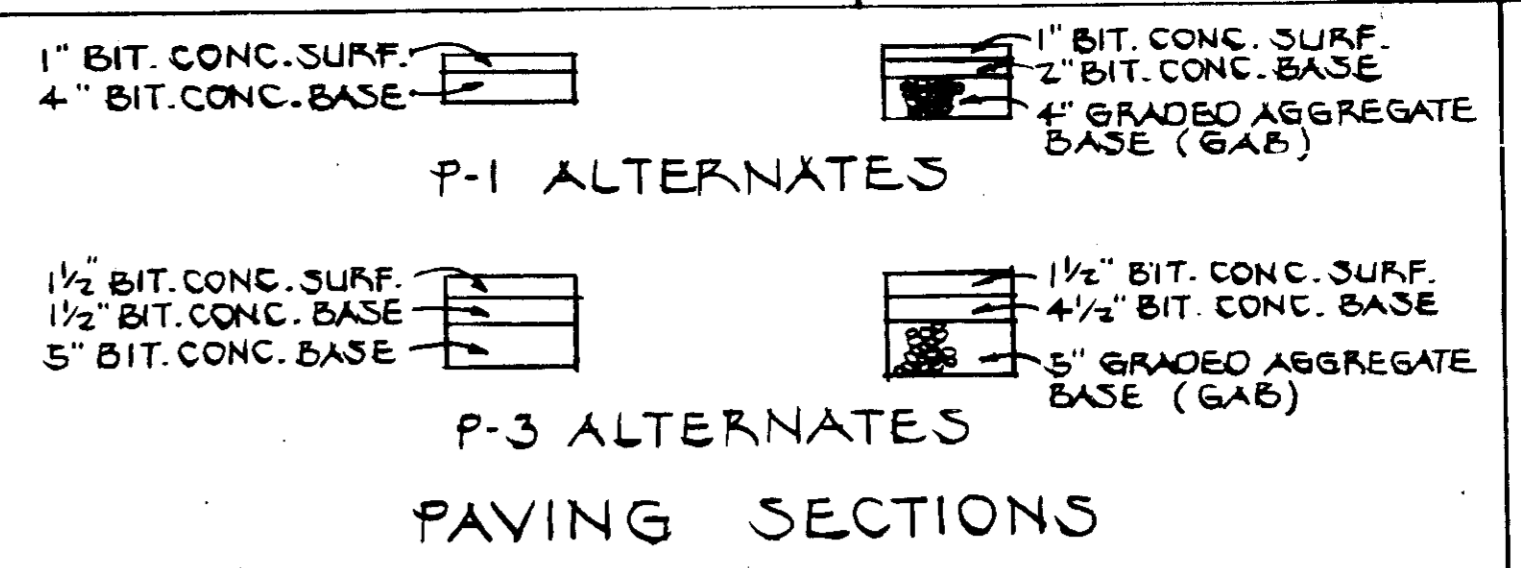 1" BIT. CONC. SURF.
4" BIT. CONC. BASE
1" BIT. CONC. SURF.
2" BIT. CONC. BASE
4" GRADED AGGREGATE
BASE (GAB)
P-1 ALTERNATES
1½" BIT. CONC. SURF.
1½" BIT. CONC. BASE
5" BIT. CONC. BASE
1½" BIT. CONC. SURF.
4½" BIT. CONC. BASE
5" GRADED AGGREGATE
BASE (GAB)
P-3 ALTERNATES
PAVING SECTIONS